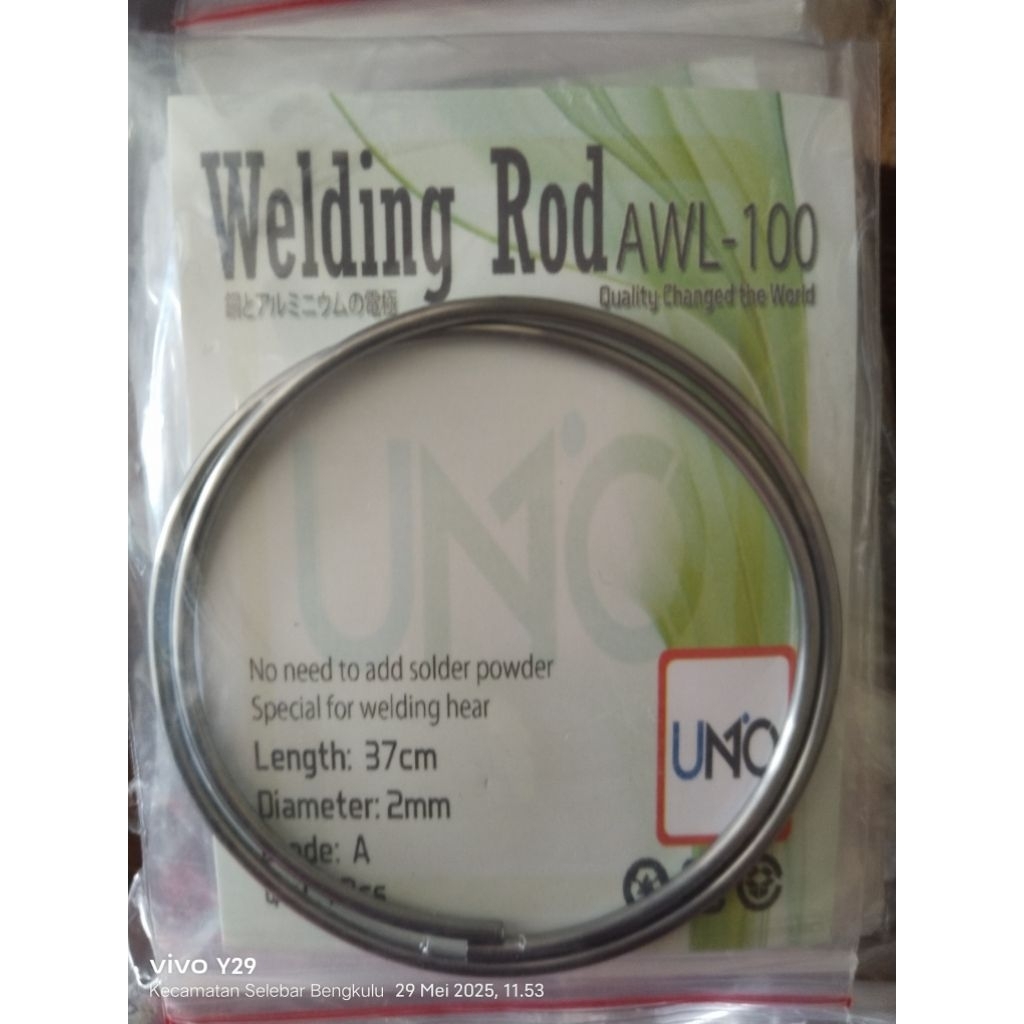 Welding Rod AWL-100
銅とアルミニウムの電極
Quality Changed the World
UNO
No need to add solder powder
Special for welding hear
Length: 37cm
Diameter: 2mm
A
UNO
vivo Y29
Kecamatan Selebar Bengkulu 29 Mei 2025, 11.53